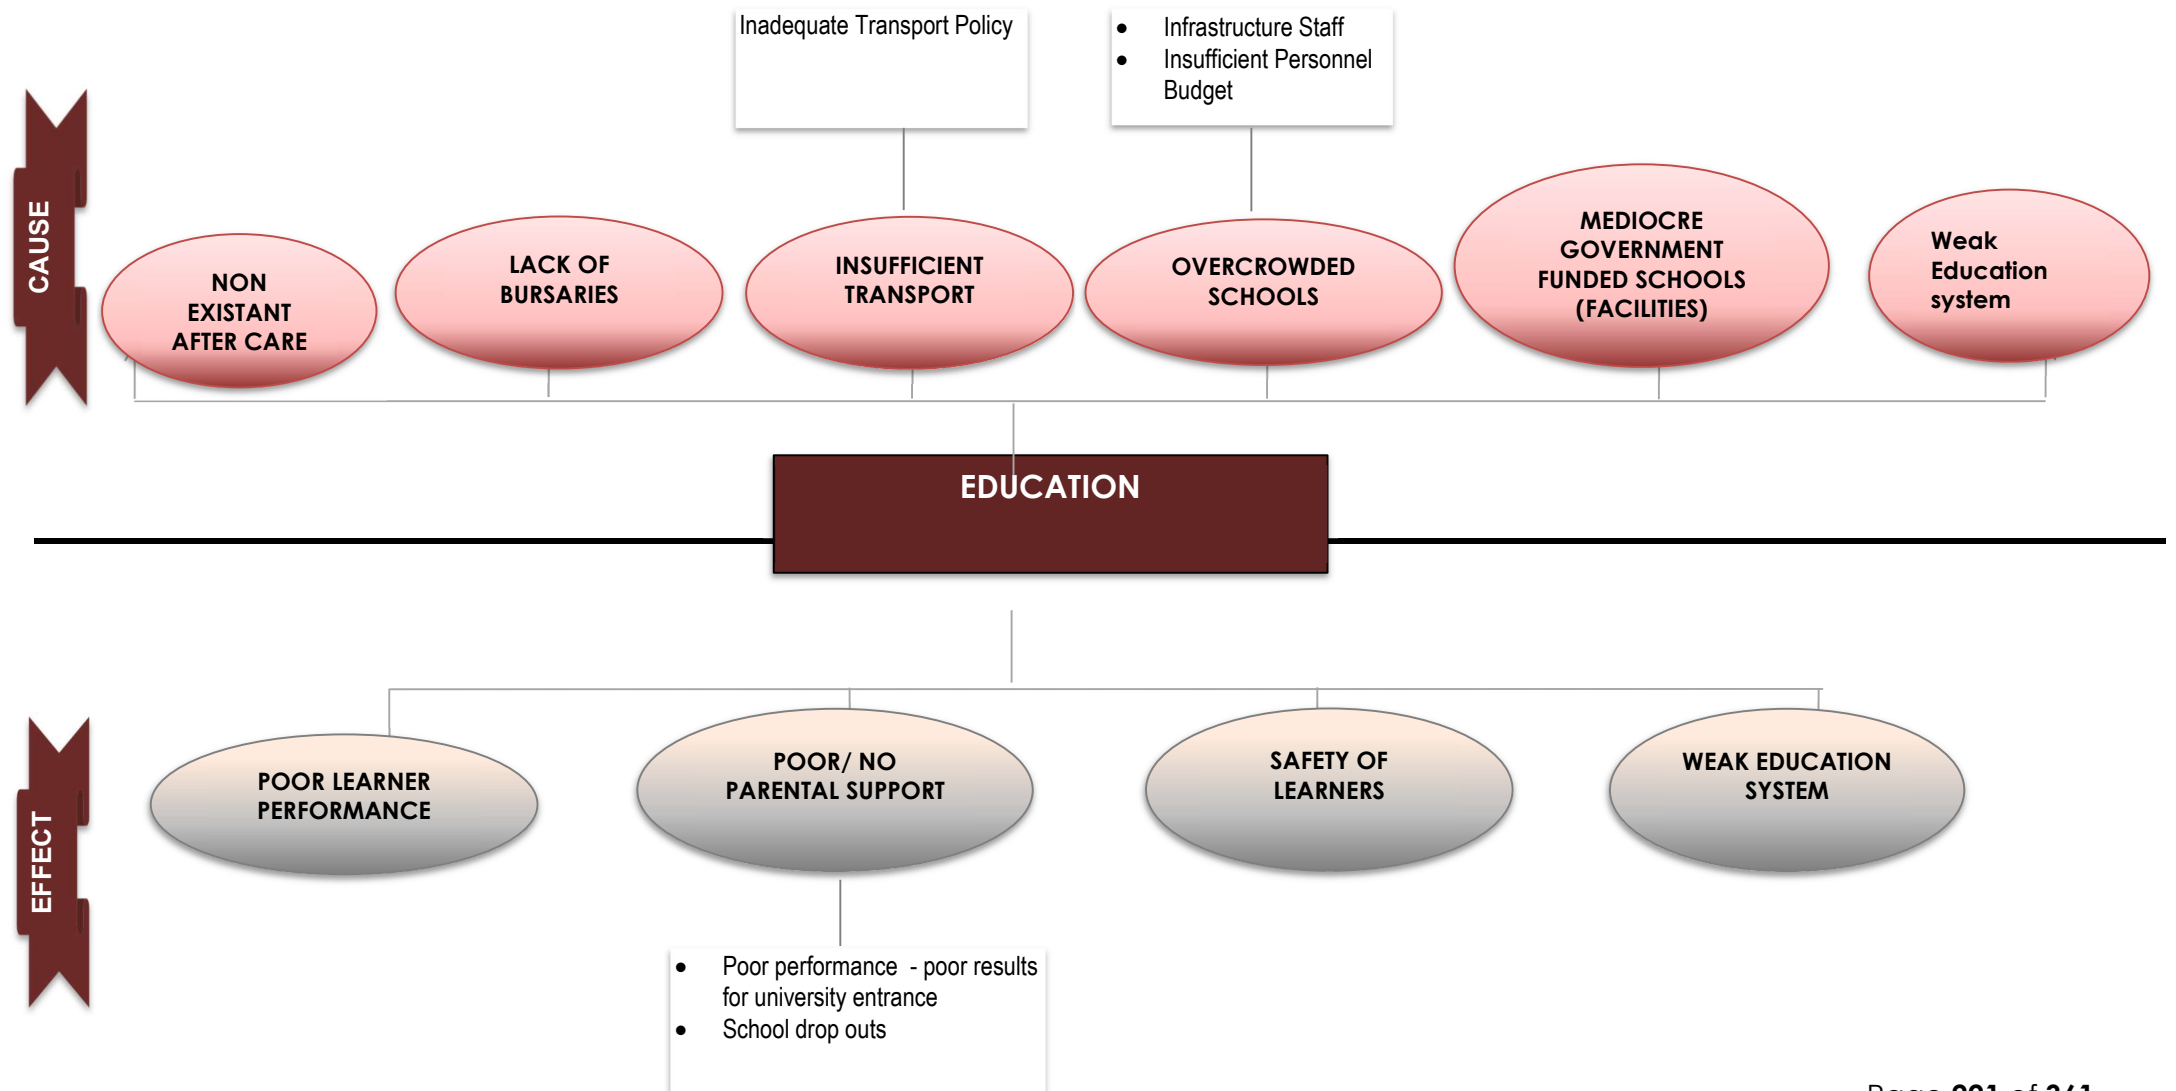 Inadequate Transport Policy
• Infrastructure Staff
• Insufficient Personnel
Budget
CAUSE
NON
EXISTANT
AFTER CARE
LACK OF
BURSARIES
INSUFFICIENT
TRANSPORT
OVERCROWDED
SCHOOLS
MEDIOCRE
GOVERNMENT
FUNDED SCHOOLS
(FACILITIES)
Weak
Education
system
EDUCATION
EFFECT
POOR LEARNER
PERFORMANCE
POOR/ NO
PARENTAL SUPPORT
SAFETY OF
LEARNERS
WEAK EDUCATION
SYSTEM
• Poor performance - poor results
for university entrance
• School drop outs
Page of